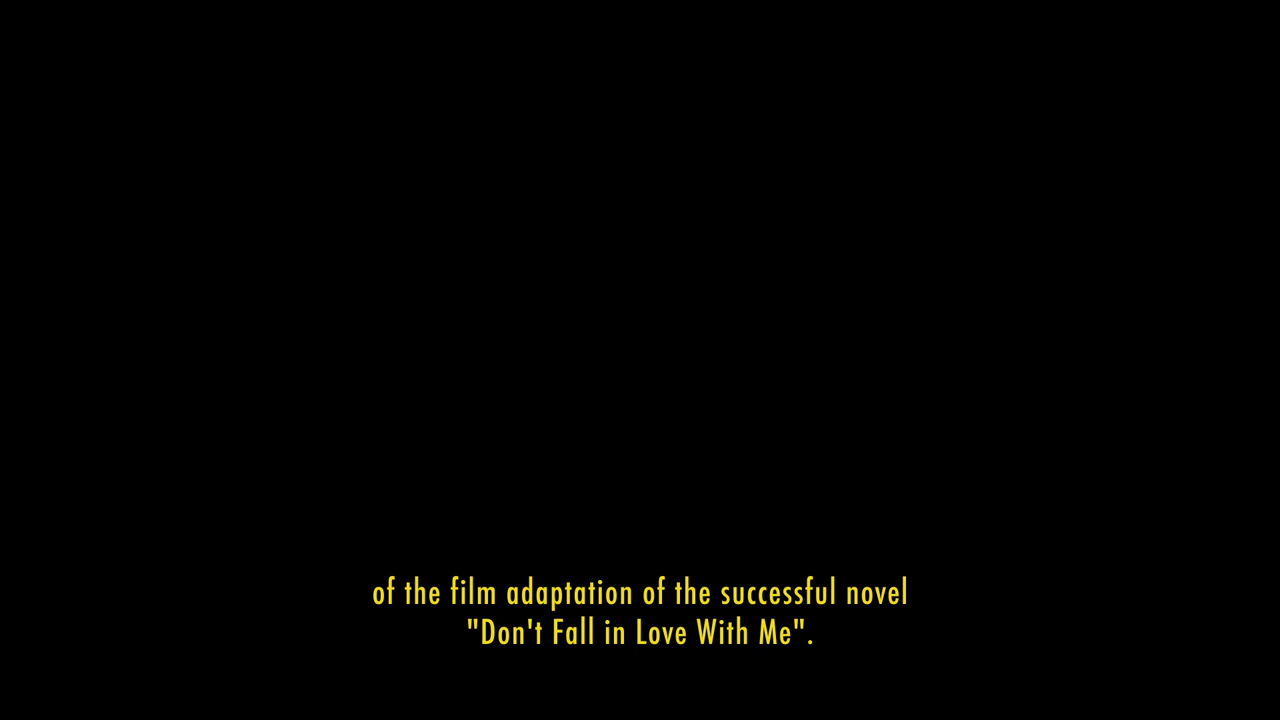 of the film adaptation of the successful novel
"Don't Fall in Love With Me".